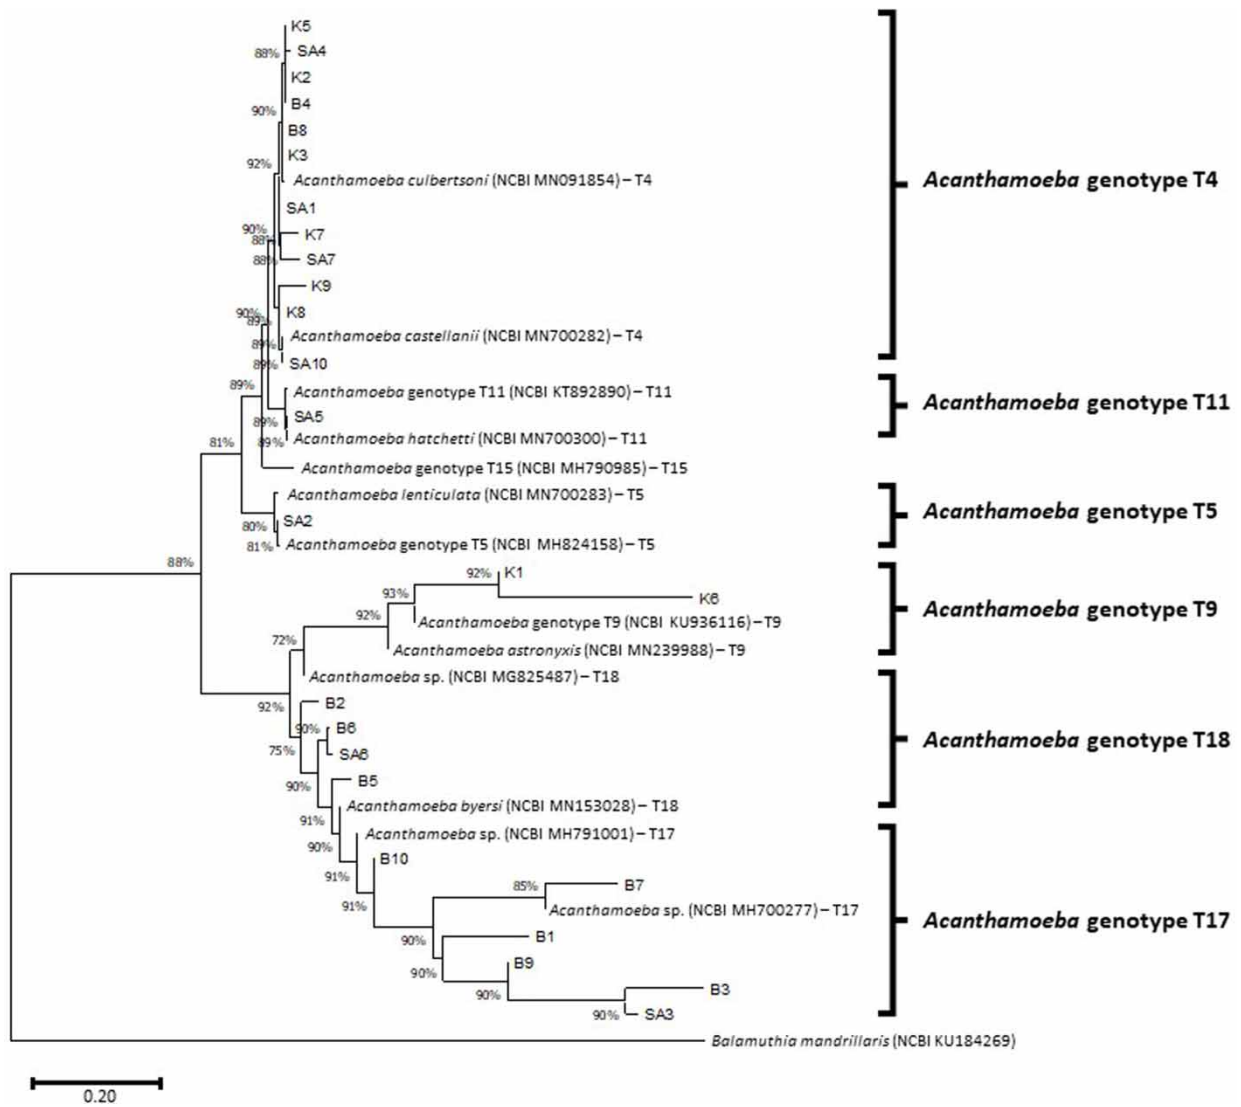 K5
88%
SA4
K2
90%
B4
B8
92%
K3
Acanthamoeba culbertsoni (NCBI MN091854) – T4
Acanthamoeba genotype T4
SA1
90%
K7
88%
88%
SA7
K9
90%
K8
89%
Acanthamoeba castellanii (NCBI MN700282) – T4
89%
89%
SA10
89%
Acanthamoeba genotype T11 (NCBI KT892890) – T11
Acanthamoeba genotype T11
SA5
89%
89%
Acanthamoeba hatchetti (NCBI MN700300) – T11
81%
Acanthamoeba genotype T15 (NCBI MH790985) – T15
Acanthamoeba lenticulata (NCBI MN700283) – T5
Acanthamoeba genotype T5
80%
SA2
81%
Acanthamoeba genotype T5 (NCBI MH824158) – T5
88%
92%
K1
93%
K6
Acanthamoeba genotype T9
92%
Acanthamoeba genotype T9 (NCBI KU936116) – T9
72%
Acanthamoeba astronyxis (NCBI MN239988) – T9
Acanthamoeba sp. (NCBI MG825487) – T18
92%
B2
90%
B6
Acanthamoeba genotype T18
75%
SA6
90%
B5
Acanthamoeba byersi (NCBI MN153028) – T18
91%
Acanthamoeba sp. (NCBI MH791001) – T17
90%
B10
91%
85%
B7
91%
Acanthamoeba sp. (NCBI MH700277) – T17
Acanthamoeba genotype T17
90%
B1
90%
B9
90%
B3
90%
SA3
Balamuthia mandrillaris (NCBI KU184269)
0.20